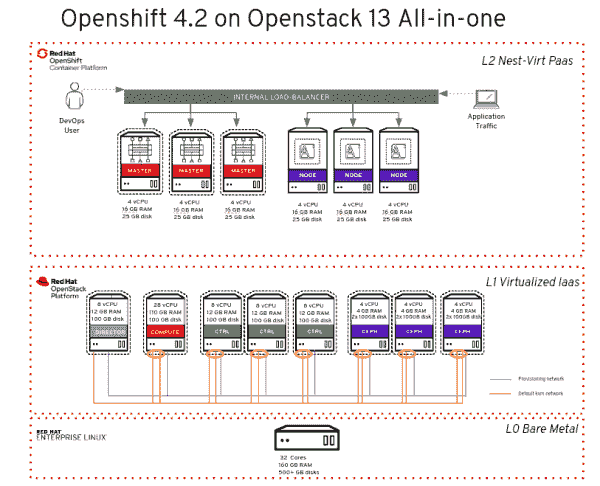 Openshift 4.2 on Openstack 13 All-in-one
Red Hat
OpenShift
Container Platform
L2 Nest-Virt Paas
INTERNAL LOAD-BALANCER
DevOps
User
Application
Traffic
MASTER MASTER MASTER NODE NODE NODE
4 vCPU 4 vCPU 4 vCPU 4 vCPU 4 vCPU 4 vCPU
16 GB RAM 16 GB RAM 16 GB RAM 16 GB RAM 16 GB RAM 16 GB RAM
25 GB disk 25 GB disk 25 GB disk 25 GB disk 25 GB disk 25 GB disk
Red Hat
OpenStack
Platform
L1 Virtualized Iaas
8 vCPU 28 vCPU 8 vCPU 8 vCPU 8 vCPU 4 vCPU 4 vCPU 4 vCPU
12 GB RAM 110 GB RAM 12 GB RAM 12 GB RAM 12 GB RAM 4 GB RAM 4 GB RAM 4 GB RAM
100 GB disk 100 GB disk 100 GB disk 100 GB disk 100 GB disk 2x 100GB disk 2x 100GB disk 2x 100GB disk
DIRECTOR COMPUTE CTRL CTRL CTRL CEPH CEPH CEPH
Provisioning network
Default kvm network
RED HAT
ENTERPRISE LINUX
L0 Bare Metal
32 Cores
160 GB RAM
500+ GB disks